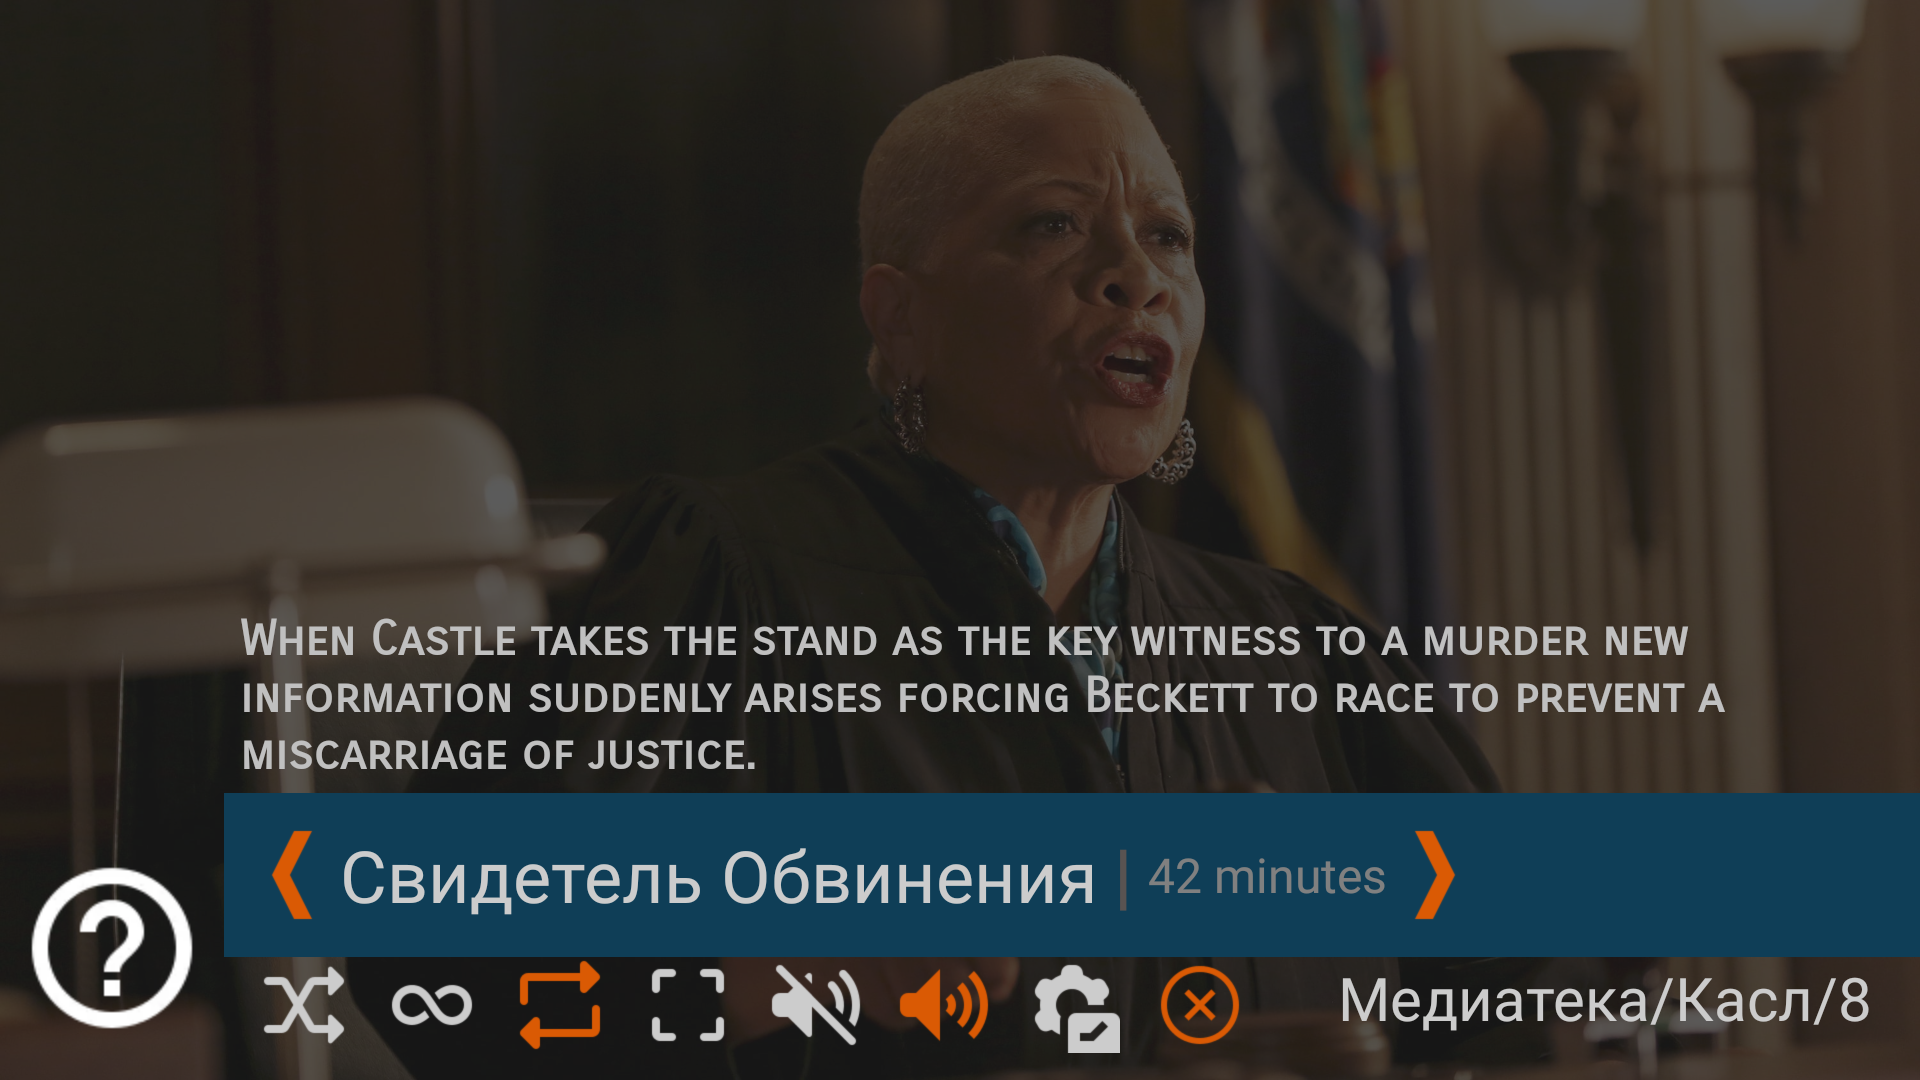 When Castle takes the stand as the key witness to a murder new
information suddenly arises forcing Beckett to race to prevent a
miscarriage of justice.
Свидетель Обвинения | 42 minutes
Медиатека/Касл/8